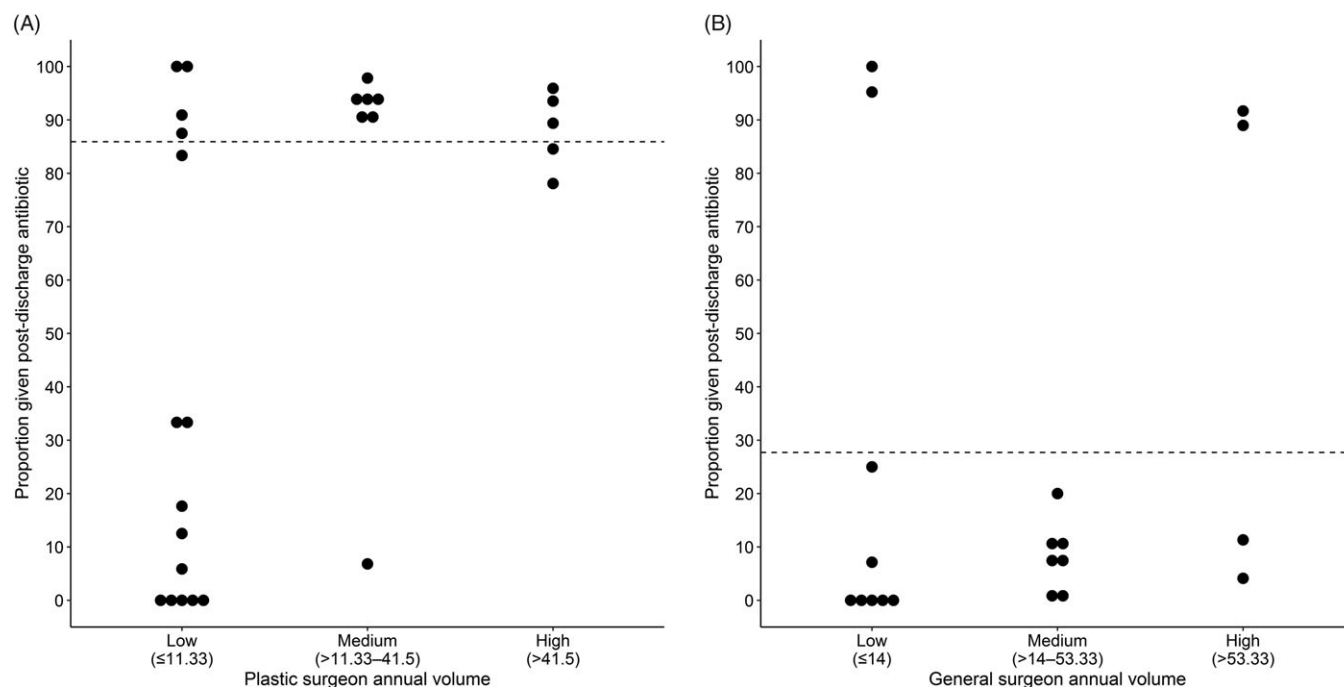 (A)
Proportion given post-discharge antibiotic
100
90
80
70
60
50
40
30
20
10
0
Low
(≤11.33)
Medium
(>11.33–41.5)
High
(>41.5)
Plastic surgeon annual volume
(B)
Proportion given post-discharge antibiotic
100
90
80
70
60
50
40
30
20
10
0
Low
(≤14)
Medium
(>14–53.33)
High
(>53.33)
General surgeon annual volume